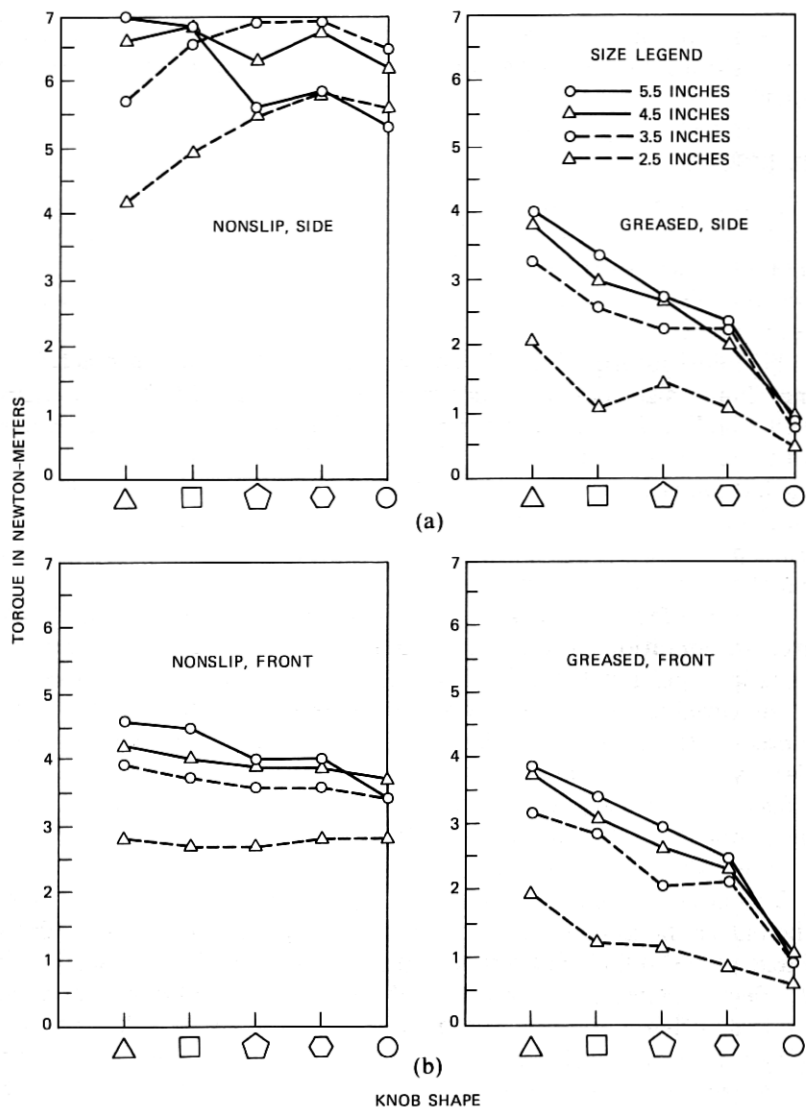 TORQUE IN NEWTON-METERS
7
6
5
4
3
2
1
0
NONSLIP, SIDE
7
6
5
4
3
2
1
0
SIZE LEGEND
5.5 INCHES
4.5 INCHES
3.5 INCHES
2.5 INCHES
GREASED, SIDE
(a)
7
6
5
4
3
2
1
0
NONSLIP, FRONT
7
6
5
4
3
2
1
0
GREASED, FRONT
(b)
KNOB SHAPE